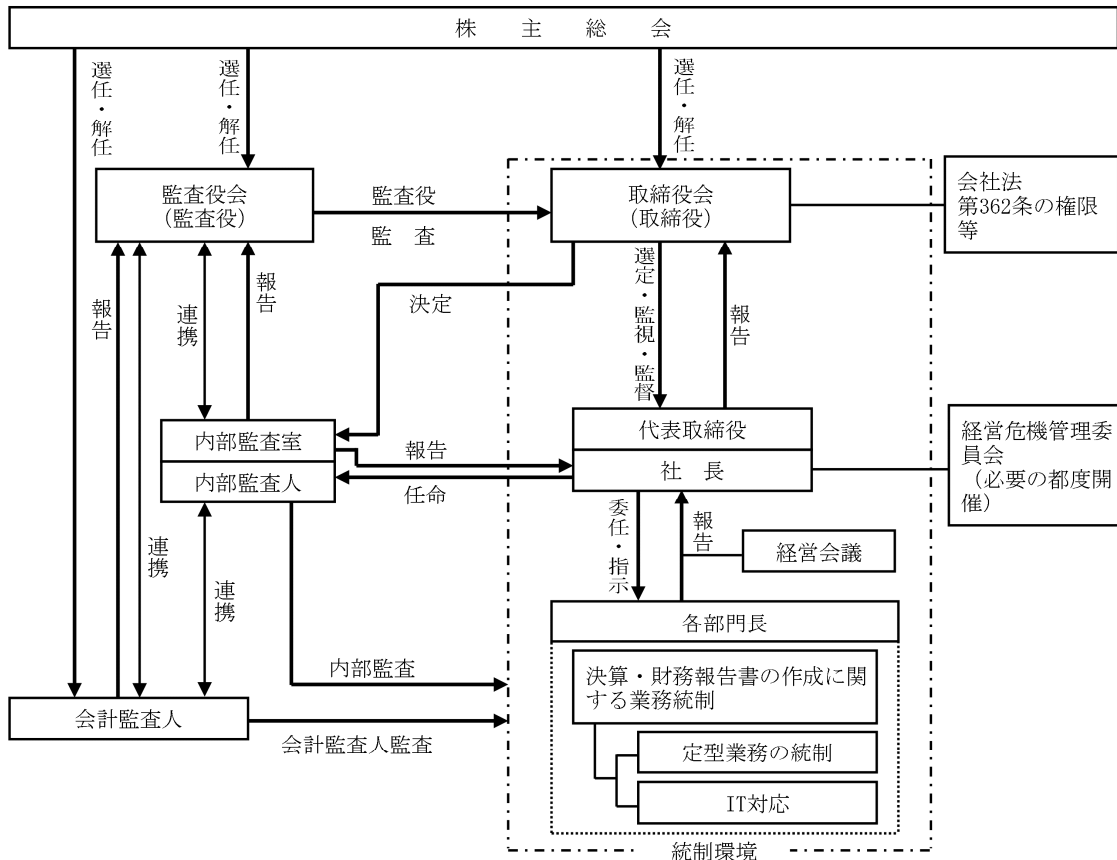 株主総会
選任・解任
選任・解任
選任・解任
監査役会
(監査役)
監査役
監査
取締役会
(取締役)
会社法
第362条の権限
等
報告
連携
報告
決定
選定・監視・監督
報告
内部監査室
内部監査人
報告
任命
代表取締役
社長
経営危機管理委
員会
(必要の都度開
催)
連携
連携
委任・指示
報告
経営会議
各部門長
内部監査
決算・財務報告書の作成に関
する業務統制
会計監査人
会計監査人監査
定型業務の統制
IT対応
統制環境